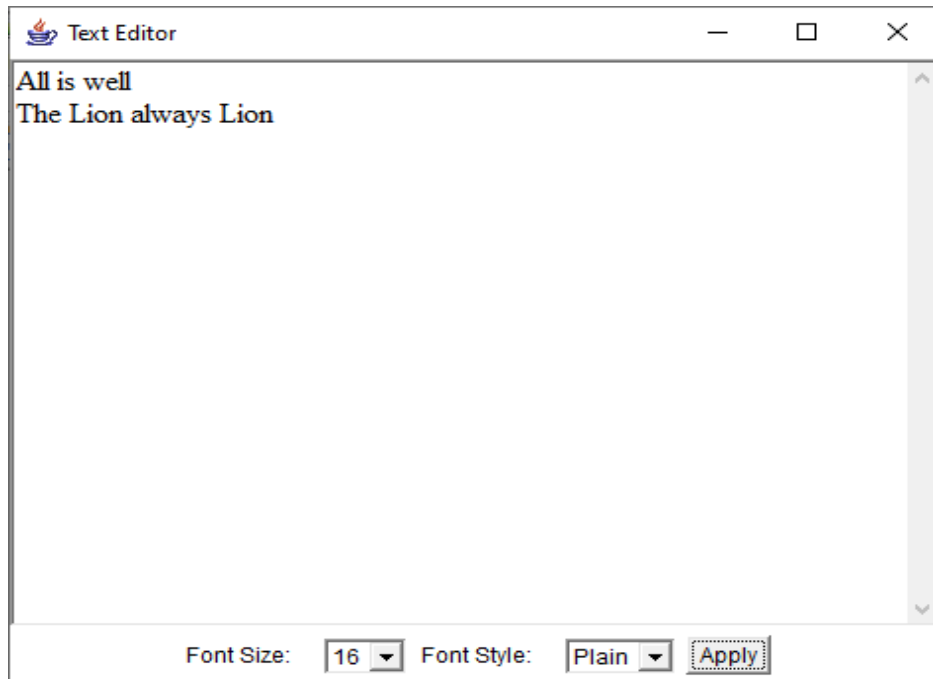 Text Editor
All is well
The Lion always Lion
Font Size: 16 Font Style: Plain Apply